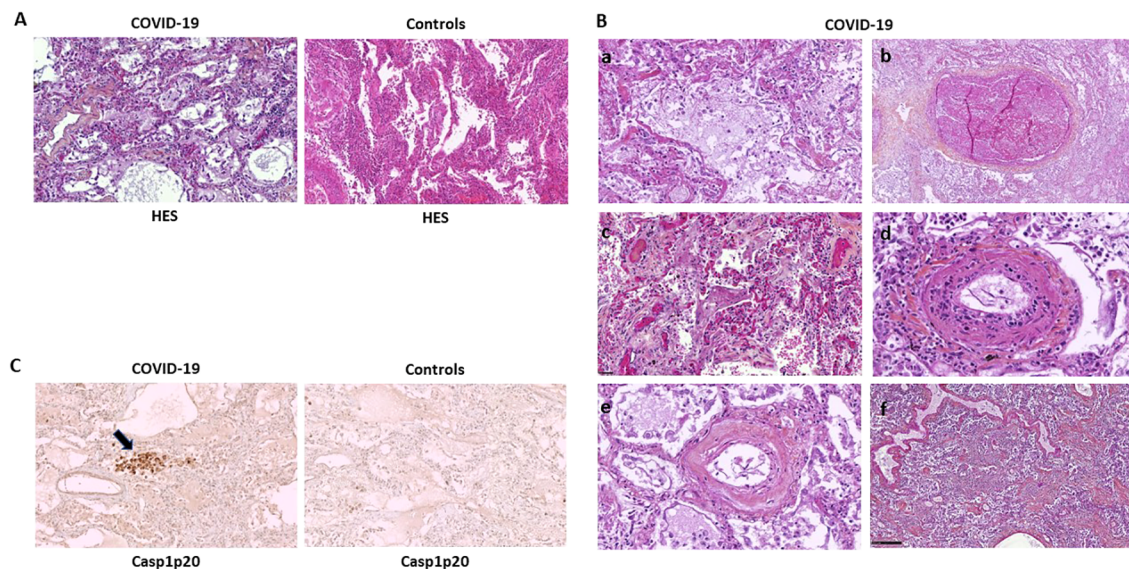 A
COVID-19
Controls
HES
HES
B
COVID-19
a
b
c
d
e
f
C
COVID-19
Controls
Casp1p20
Casp1p20